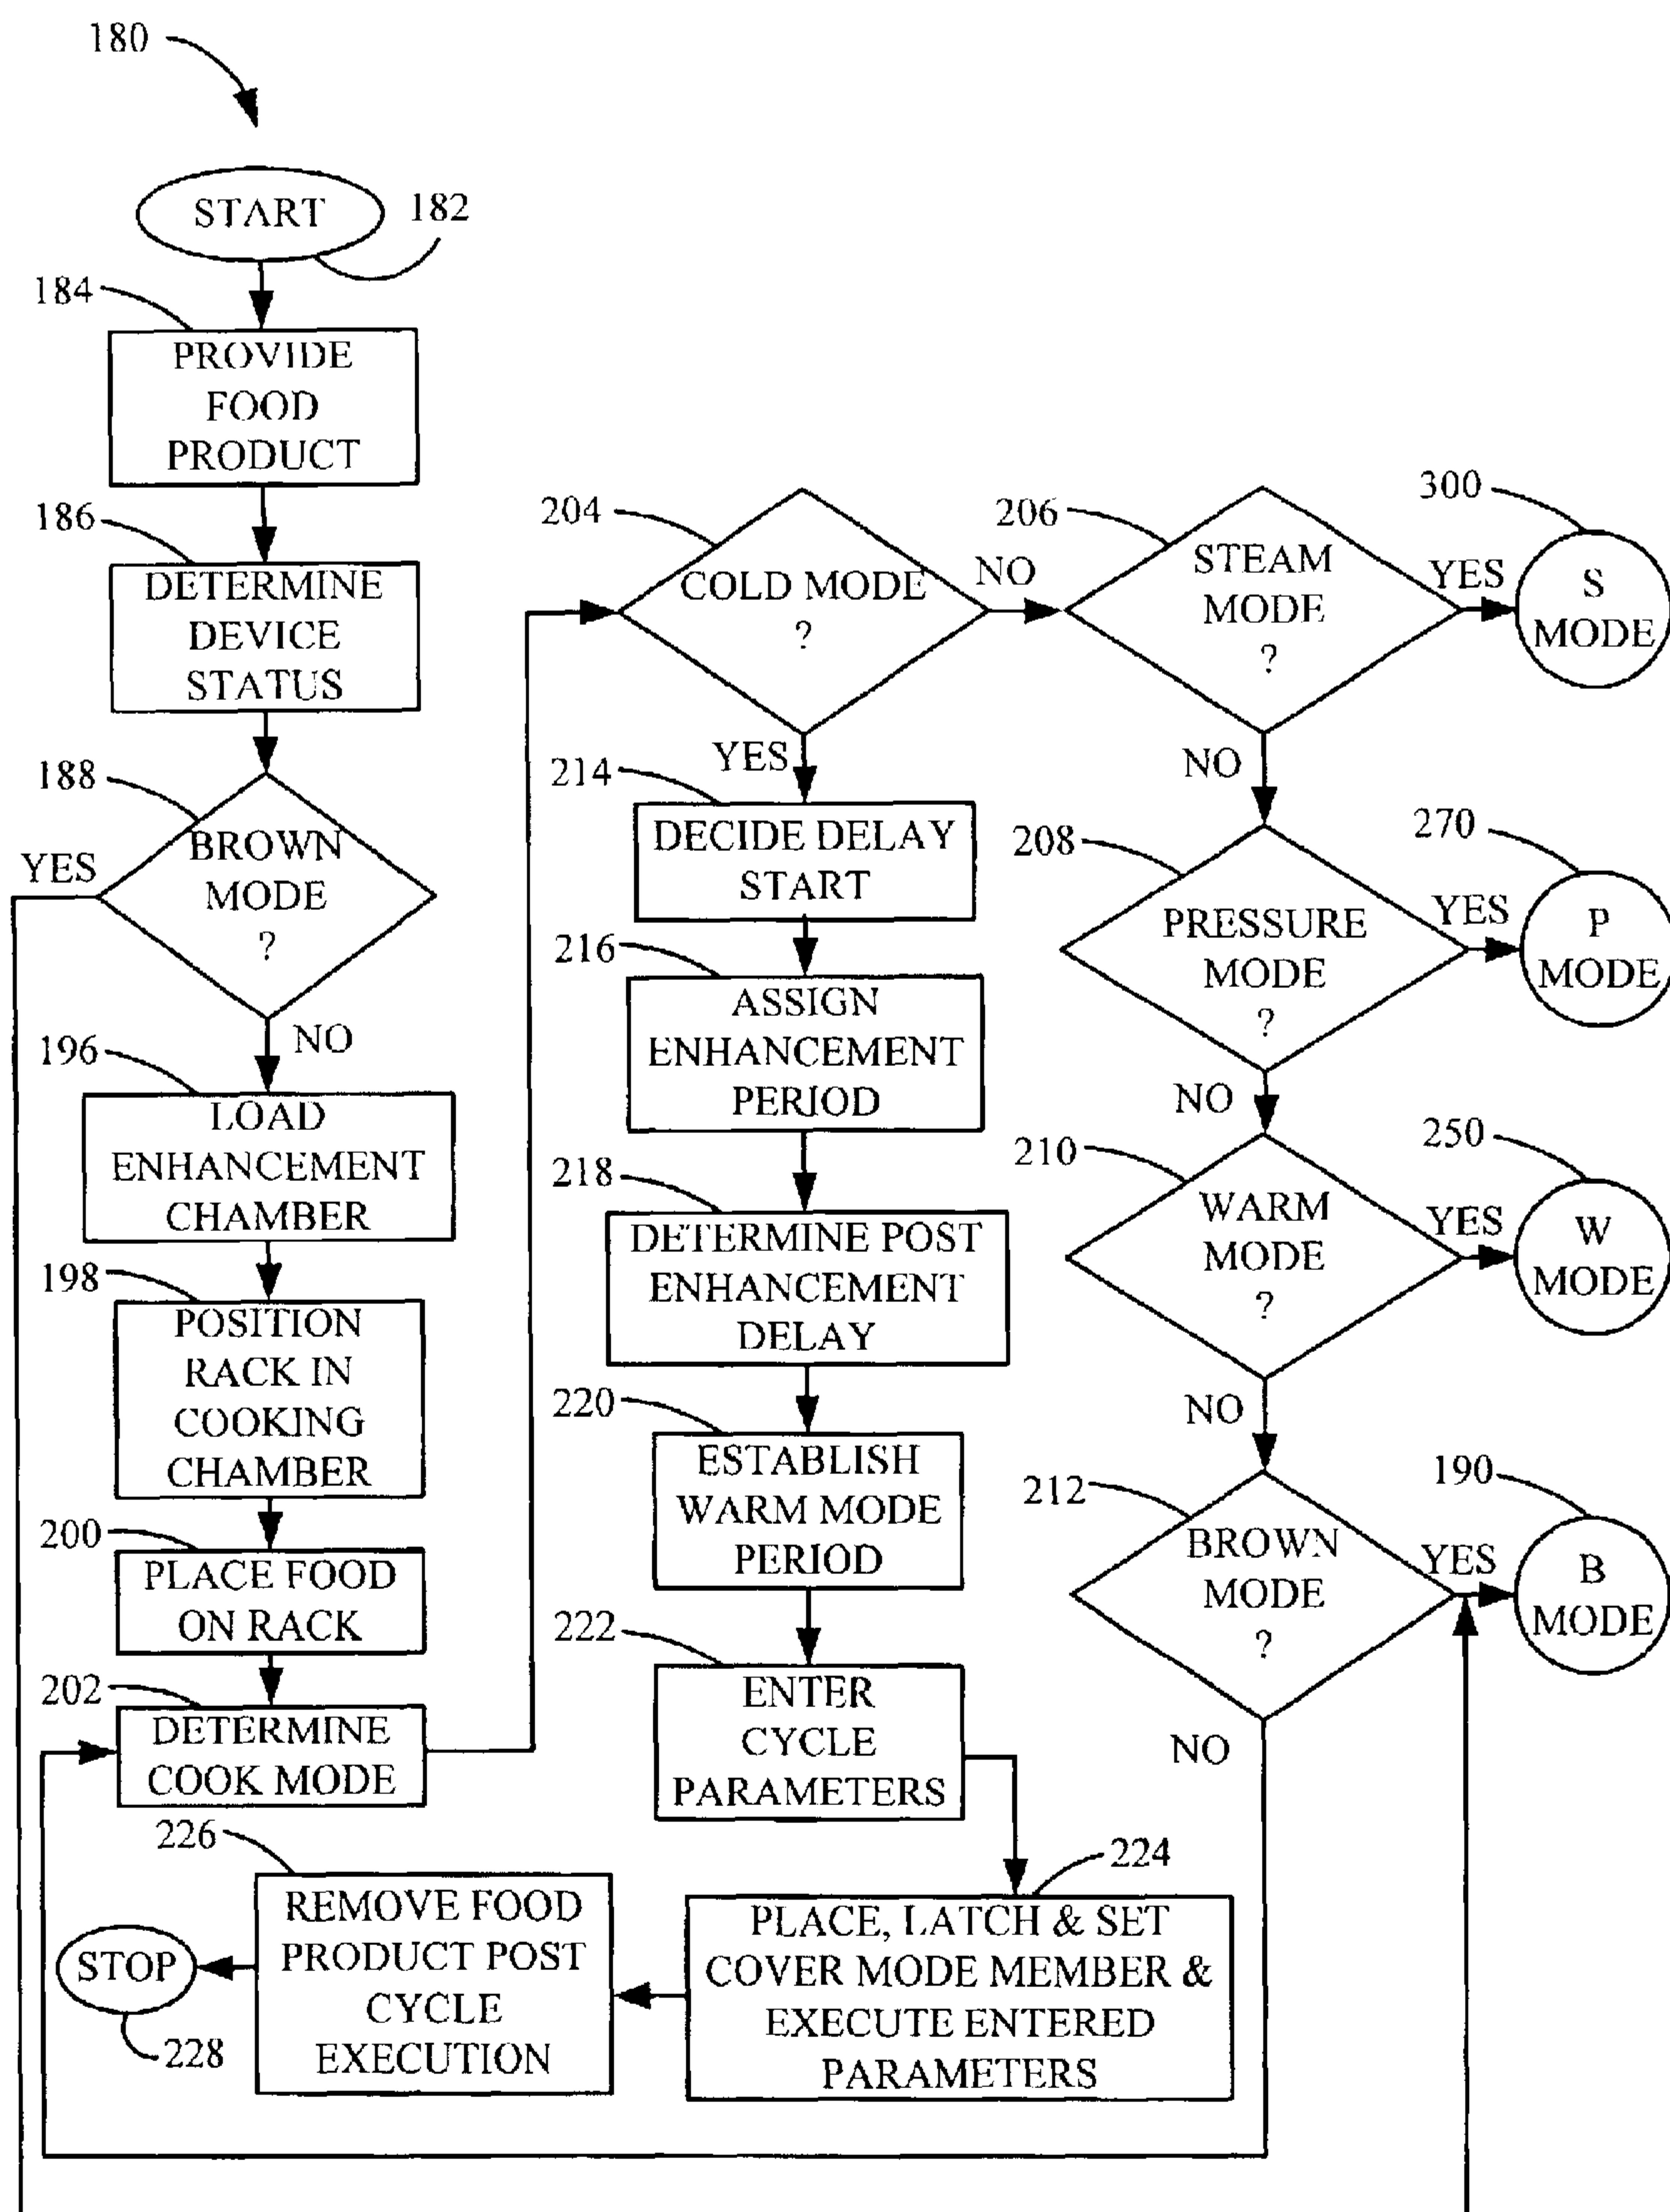 180
START
182
184
PROVIDE
FOOD
PRODUCT
186
DETERMINE
DEVICE
STATUS
188
BROWN
MODE
?
YES
NO
196
LOAD
ENHANCEMENT
CHAMBER
198
POSITION
RACK IN
COOKING
CHAMBER
200
PLACE FOOD
ON RACK
202
DETERMINE
COOK MODE
204
COLD MODE
?
NO
YES
206
STEAM
MODE
?
YES
300
S
MODE
NO
208
PRESSURE
MODE
?
YES
270
P
MODE
NO
210
WARM
MODE
?
YES
250
W
MODE
NO
212
BROWN
MODE
?
YES
190
B
MODE
NO
214
DECIDE DELAY
START
216
ASSIGN
ENHANCEMENT
PERIOD
218
DETERMINE POST
ENHANCEMENT
DELAY
220
ESTABLISH
WARM MODE
PERIOD
222
ENTER
CYCLE
PARAMETERS
224
PLACE, LATCH & SET
COVER MODE MEMBER &
EXECUTE ENTERED
PARAMETERS
226
REMOVE FOOD
PRODUCT POST
CYCLE
EXECUTION
STOP
228